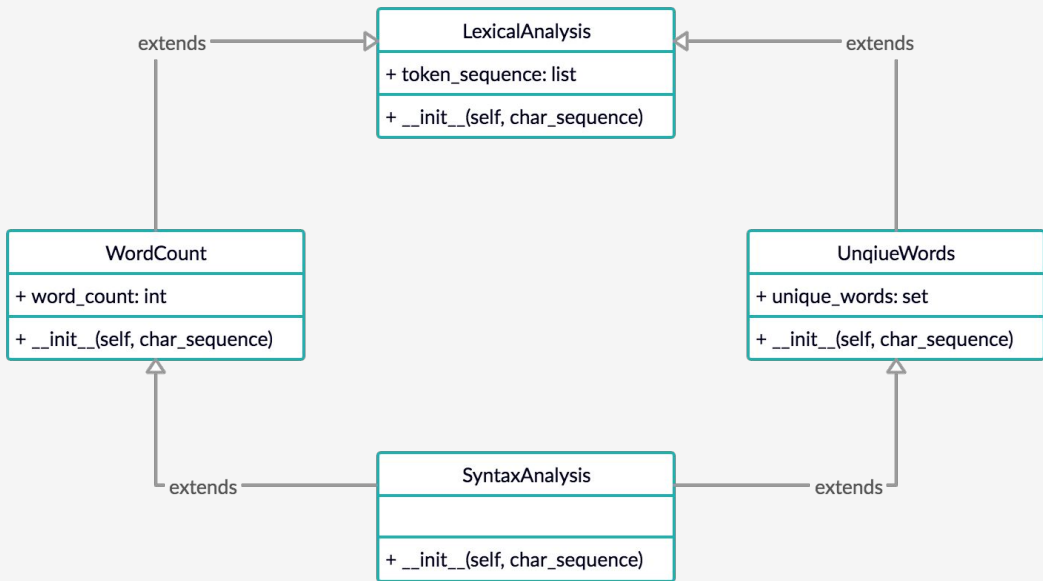 LexicalAnalysis
+ token_sequence: list
+ __init__(self, char_sequence)
extends
extends
WordCount
+ word_count: int
+ __init__(self, char_sequence)
UnqiueWords
+ unique_words: set
+ __init__(self, char_sequence)
extends
extends
SyntaxAnalysis
+ __init__(self, char_sequence)